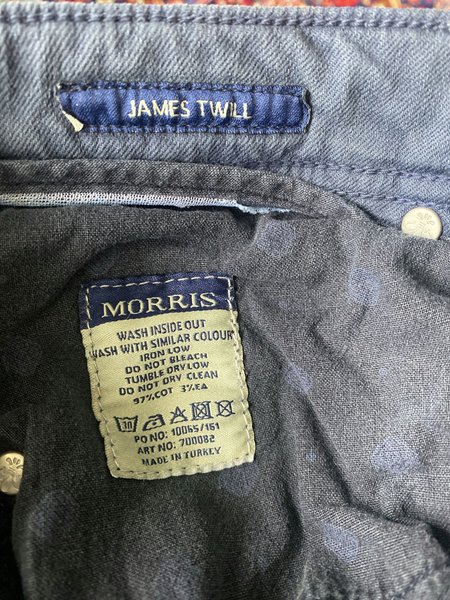 JAMES TWILL
MORRIS
WASH INSIDE OUT
WASH WITH SIMILAR COLOUR
IRON LOW
DO NOT BLEACH
TUMBLE DRY LOW
DO NOT DRY CLEAN
97%COT 3%EA
30
PO NO: 10065/161
ART NO: 700082
MADE IN TURKEY